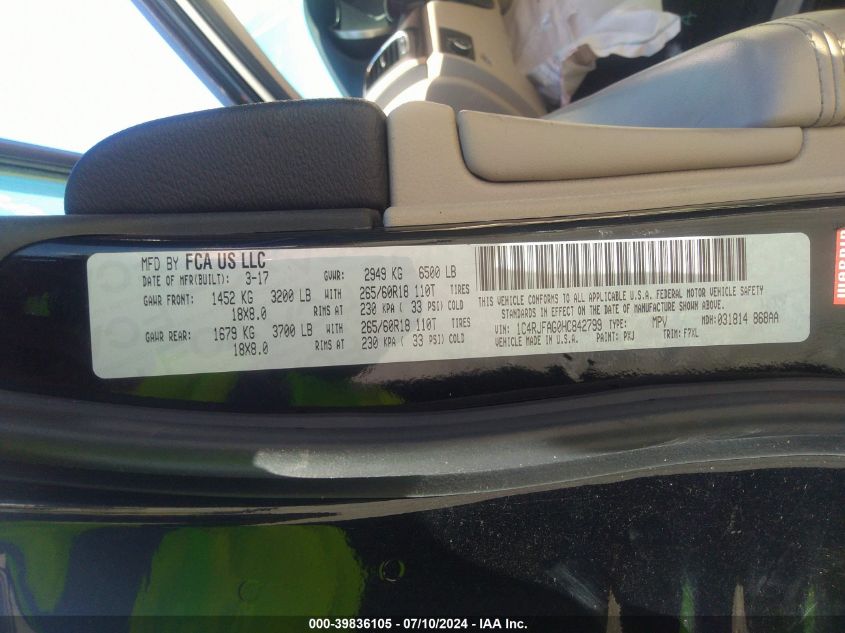 MFD BY FCA US LLC
DATE OF MFR(BUILT): 3-17 GVWR: 2949 KG 6500 LB
GAWR FRONT: 1452 KG 3200 LB WITH 265/60R18 110T TIRES
18X8.0 RIMS AT 230 KPA ( 33 PSI) COLD
GAWR REAR: 1679 KG 3700 LB WITH 265/60R18 110T TIRES
18X8.0 RIMS AT 230 KPA ( 33 PSI) COLD
THIS VEHICLE CONFORMS TO ALL APPLICABLE U.S.A. FEDERAL MOTOR VEHICLE SAFETY
STANDARDS IN EFFECT ON THE DATE OF MANUFACTURE SHOWN ABOVE.
VIN: 1C4RJFAG0HC842799 TYPE: MPV MDH: 031814 868AA
VEHICLE MADE IN U.S.A. PAINT: PXJ TRIM: F7XL
WARNING
000-39836105 - 07/10/2024 - IAA Inc.